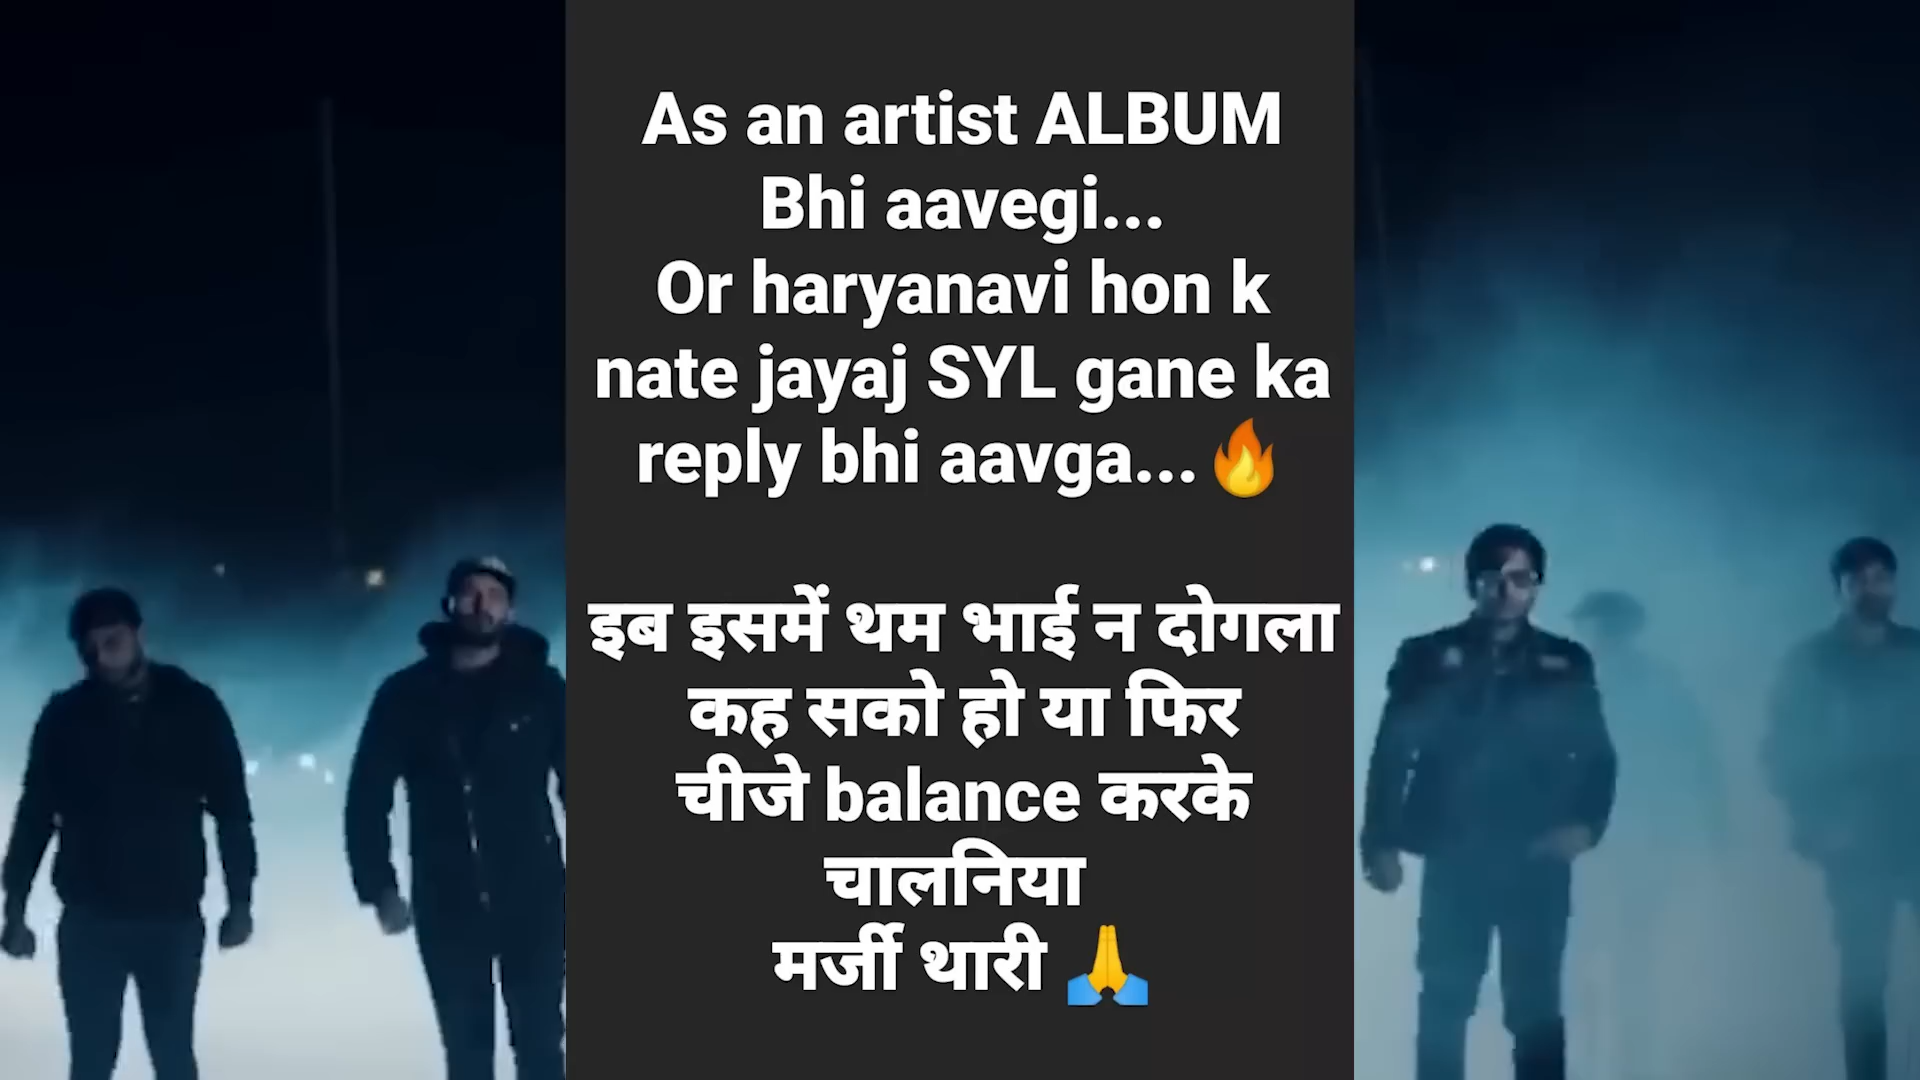 As an artist ALBUM
Bhi aavegi...
Or haryanavi hon k
nate jayaj SYL gane ka
reply bhi aavga...🔥
इब इसमें थम भाई न दोगला
कह सको हो या फिर
चीजे balance करके
चालनिया
मर्जी थारी 🙏